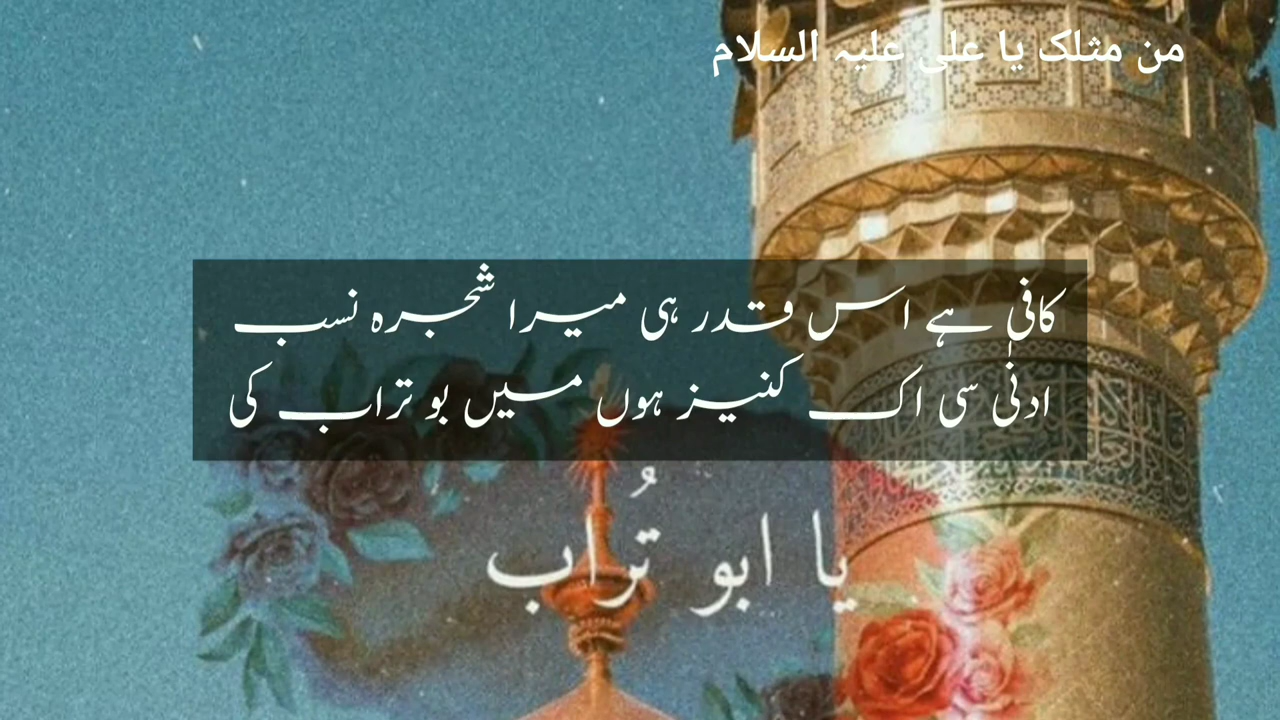 من مثلک یا علی علیہ السلام
کافی ہے اس قدر ہی میرا شجرہ نسب
ادنیٰ سی اک کنیز ہوں میں بو تراب کی
یا ابو تُراب